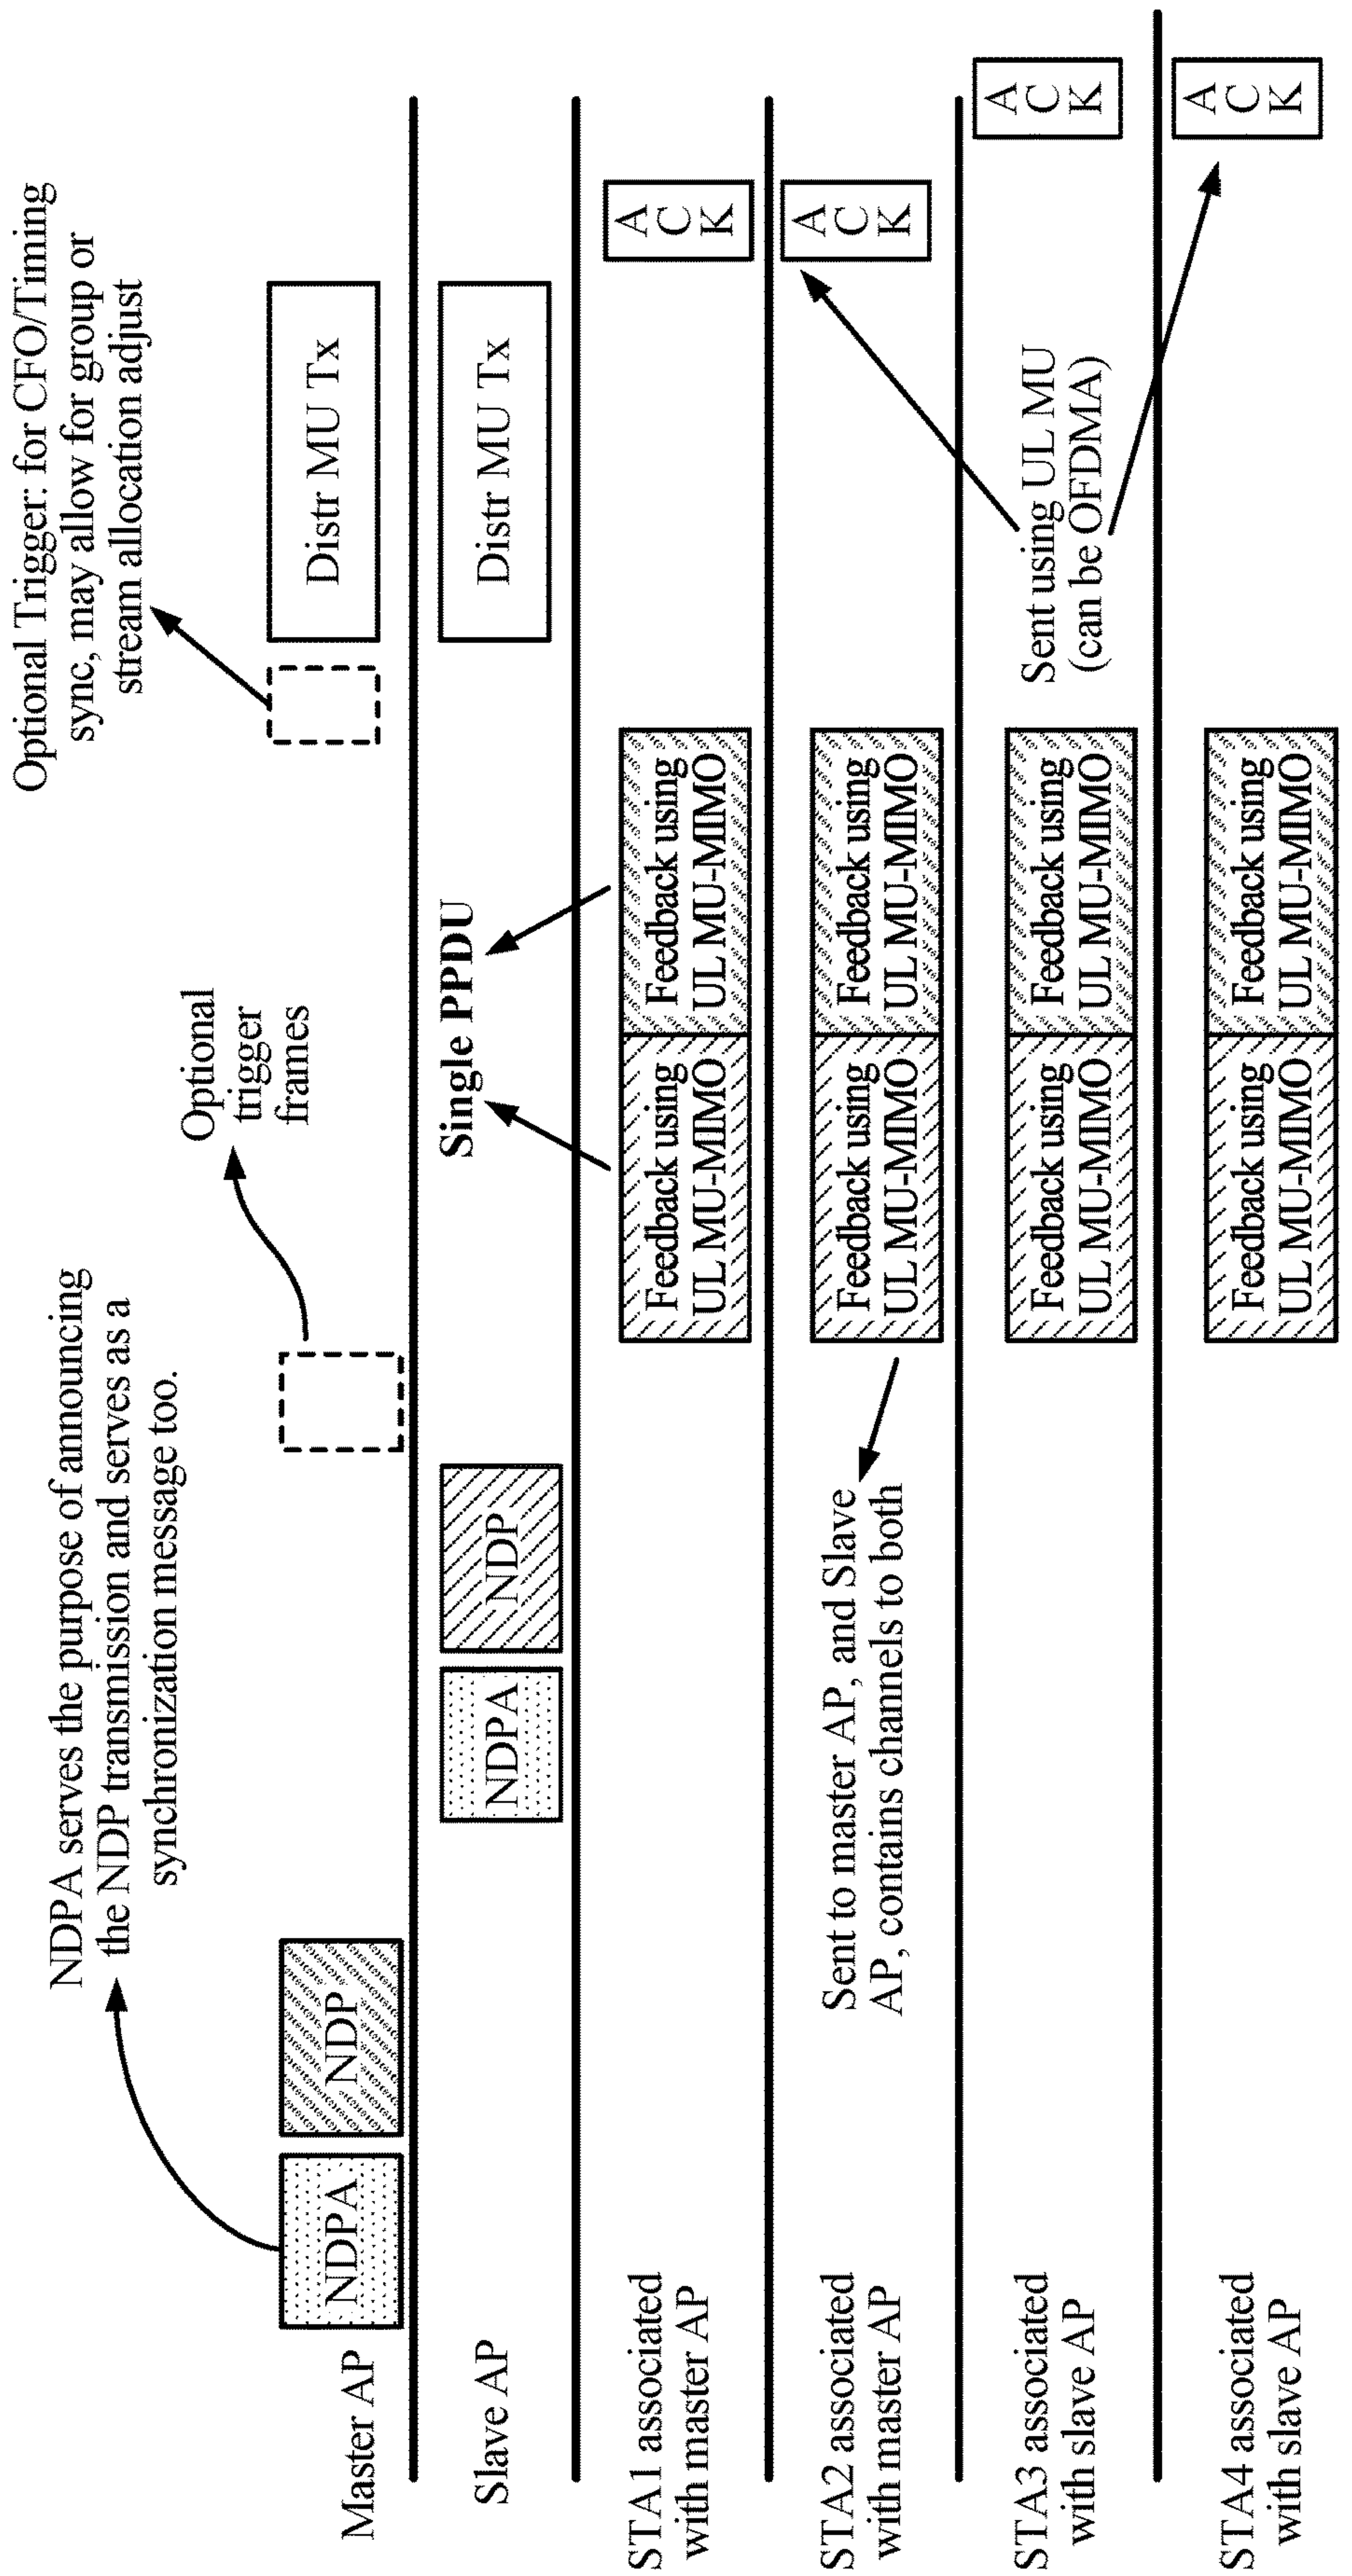 NDPA serves the purpose of announcing
the NDP transmission and serves as a
synchronization message too.
Optional
trigger
frames
Optional Trigger: for CFO/Timing
sync, may allow for group or
stream allocation adjust
Master AP
NDPA
NDP
Distr MU Tx
Slave AP
NDPA
NDP
Single PPDU
Distr MU Tx
STA1 associated
with master AP
Feedback using
UL MU-MIMO
Feedback using
UL MU-MIMO
A
C
K
STA2 associated
with master AP
Sent to master AP, and Slave
AP, contains channels to both
Feedback using
UL MU-MIMO
Feedback using
UL MU-MIMO
A
C
K
STA3 associated
with slave AP
Feedback using
UL MU-MIMO
Feedback using
UL MU-MIMO
Sent using UL MU
(can be OFDMA)
A
C
K
STA4 associated
with slave AP
Feedback using
UL MU-MIMO
Feedback using
UL MU-MIMO
A
C
K